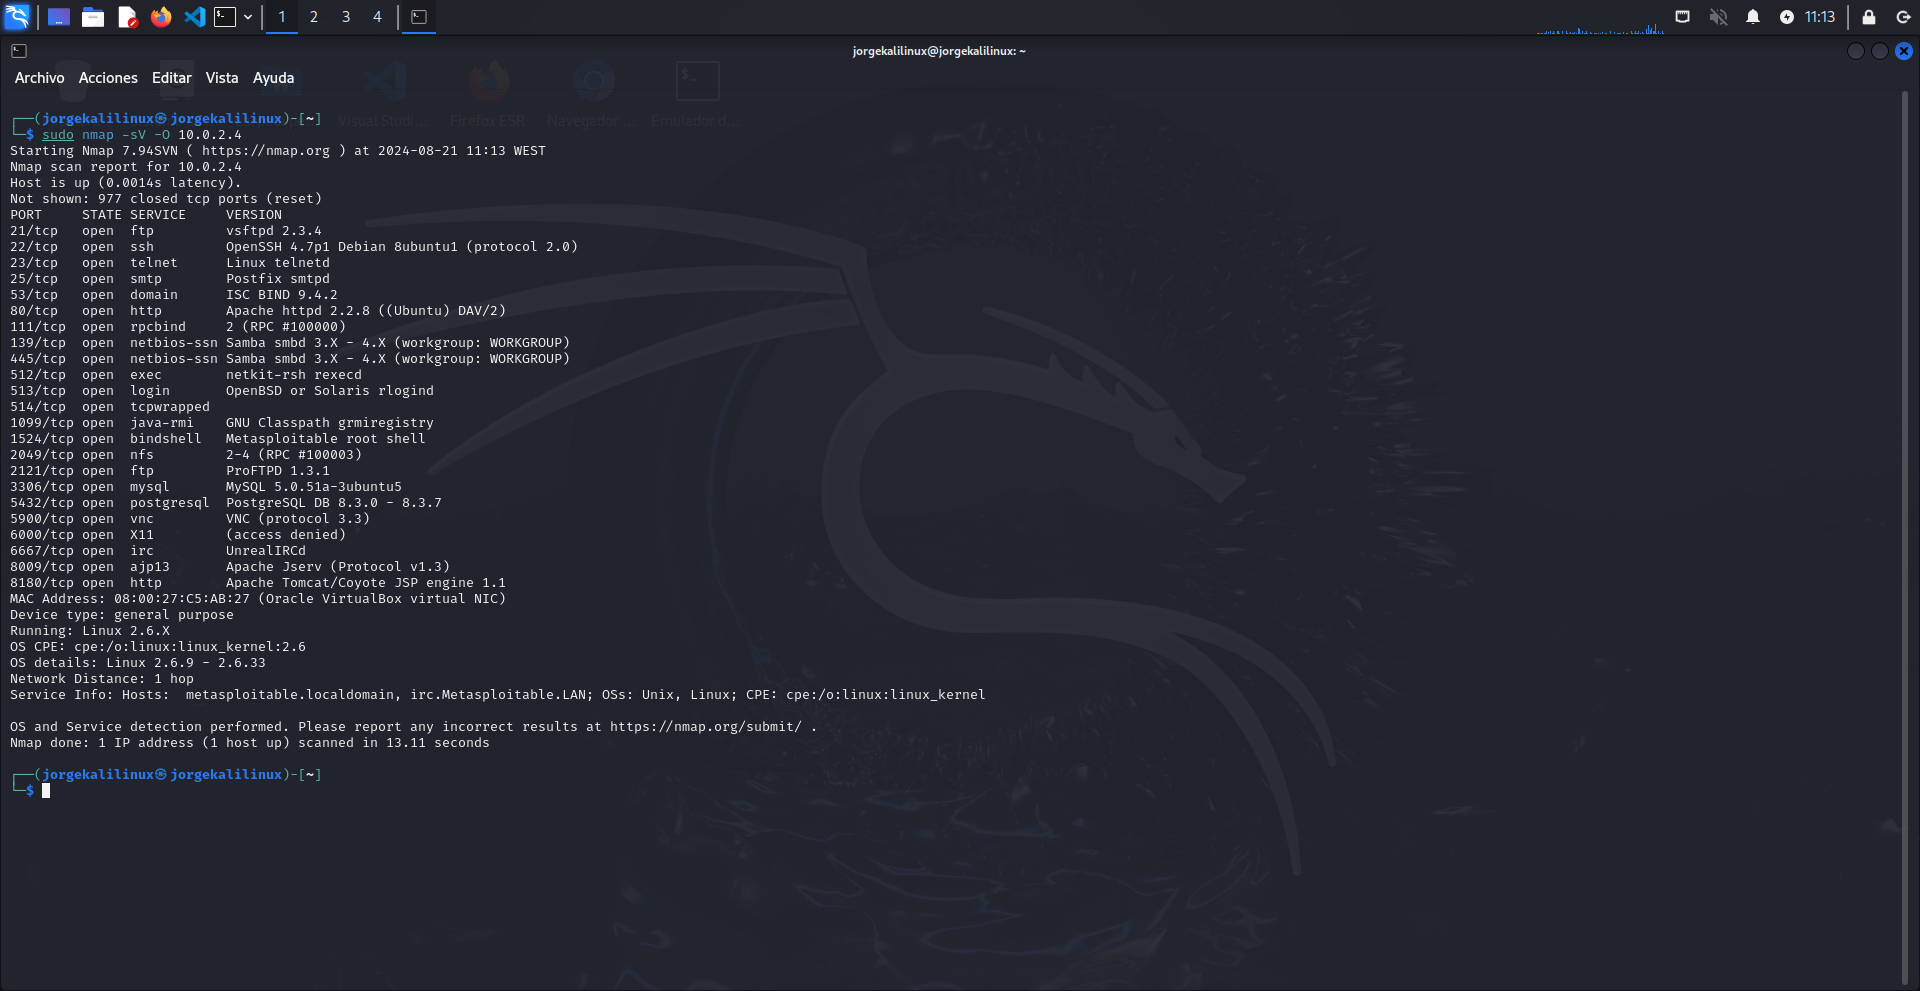 1 2 3 4 11:13
jorgekalilinux@jorgekalilinux: ~
Archivo Acciones Editar Vista Ayuda
Visual Studi... Firefox ESR Navegador ... Emulador d...
┌──(jorgekalilinux㉿jorgekalilinux)-[~]
└─$ sudo nmap -sV -O 10.0.2.4
Starting Nmap 7.94SVN ( https://nmap.org ) at 2024-08-21 11:13 WEST
Nmap scan report for 10.0.2.4
Host is up (0.0014s latency).
Not shown: 977 closed tcp ports (reset)
PORT     STATE SERVICE     VERSION
21/tcp   open  ftp         vsftpd 2.3.4
22/tcp   open  ssh         OpenSSH 4.7p1 Debian 8ubuntu1 (protocol 2.0)
23/tcp   open  telnet      Linux telnetd
25/tcp   open  smtp        Postfix smtpd
53/tcp   open  domain      ISC BIND 9.4.2
80/tcp   open  http        Apache httpd 2.2.8 ((Ubuntu) DAV/2)
111/tcp  open  rpcbind     2 (RPC #100000)
139/tcp  open  netbios-ssn Samba smbd 3.X - 4.X (workgroup: WORKGROUP)
445/tcp  open  netbios-ssn Samba smbd 3.X - 4.X (workgroup: WORKGROUP)
512/tcp  open  exec        netkit-rsh rexecd
513/tcp  open  login       OpenBSD or Solaris rlogind
514/tcp  open  tcpwrapped
1099/tcp open  java-rmi    GNU Classpath grmiregistry
1524/tcp open  bindshell   Metasploitable root shell
2049/tcp open  nfs         2-4 (RPC #100003)
2121/tcp open  ftp         ProFTPD 1.3.1
3306/tcp open  mysql       MySQL 5.0.51a-3ubuntu5
5432/tcp open  postgresql  PostgreSQL DB 8.3.0 - 8.3.7
5900/tcp open  vnc         VNC (protocol 3.3)
6000/tcp open  X11         (access denied)
6667/tcp open  irc         UnrealIRCd
8009/tcp open  ajp13       Apache Jserv (Protocol v1.3)
8180/tcp open  http        Apache Tomcat/Coyote JSP engine 1.1
MAC Address: 08:00:27:C5:AB:27 (Oracle VirtualBox virtual NIC)
Device type: general purpose
Running: Linux 2.6.X
OS CPE: cpe:/o:linux:linux_kernel:2.6
OS details: Linux 2.6.9 - 2.6.33
Network Distance: 1 hop
Service Info: Hosts:  metasploitable.localdomain, irc.Metasploitable.LAN; OSs: Unix, Linux; CPE: cpe:/o:linux:linux_kernel
OS and Service detection performed. Please report any incorrect results at https://nmap.org/submit/ .
Nmap done: 1 IP address (1 host up) scanned in 13.11 seconds
┌──(jorgekalilinux㉿jorgekalilinux)-[~]
└─$